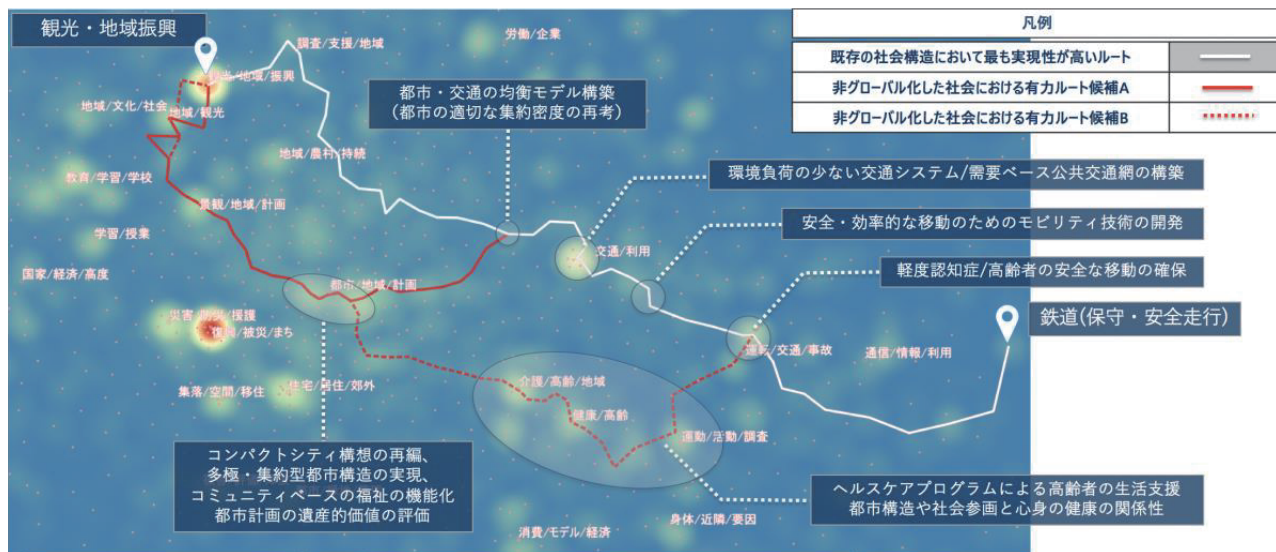 観光・地域振興
調査/支援/地域
労働/企業
凡例
既存の社会構造において最も実現性が高いルート
非グローバル化した社会における有力ルート候補A
非グローバル化した社会における有力ルート候補B
地域/振興
都市・交通の均衡モデル構築
(都市の適切な集約密度の再考)
地域/文化/社会
地域/観光
地域/農村/持続
環境負荷の少ない交通システム/需要ベース公共交通網の構築
教育/学習/学校
景観/地域/計画
安全・効率的な移動のためのモビリティ技術の開発
学習/授業
交通/利用
国家/経済/高度
都市/地域/計画
軽度認知症/高齢者の安全な移動の確保
災害/防災/援護
復興/被災/まち
鉄道(保守・安全走行)
運転/交通/事故
通信/情報/利用
集落/空間/移住
住宅/居住/郊外
介護/高齢/地域
健康/高齢
運動/活動/調査
コンパクトシティ構想の再編、
多極・集約型都市構造の実現、
コミュニティベースの福祉の機能化
都市計画の遺産的価値の評価
ヘルスケアプログラムによる高齢者の生活支援
都市構造や社会参画と心身の健康の関係性
身体/近隣/要因
消費/モデル/経済